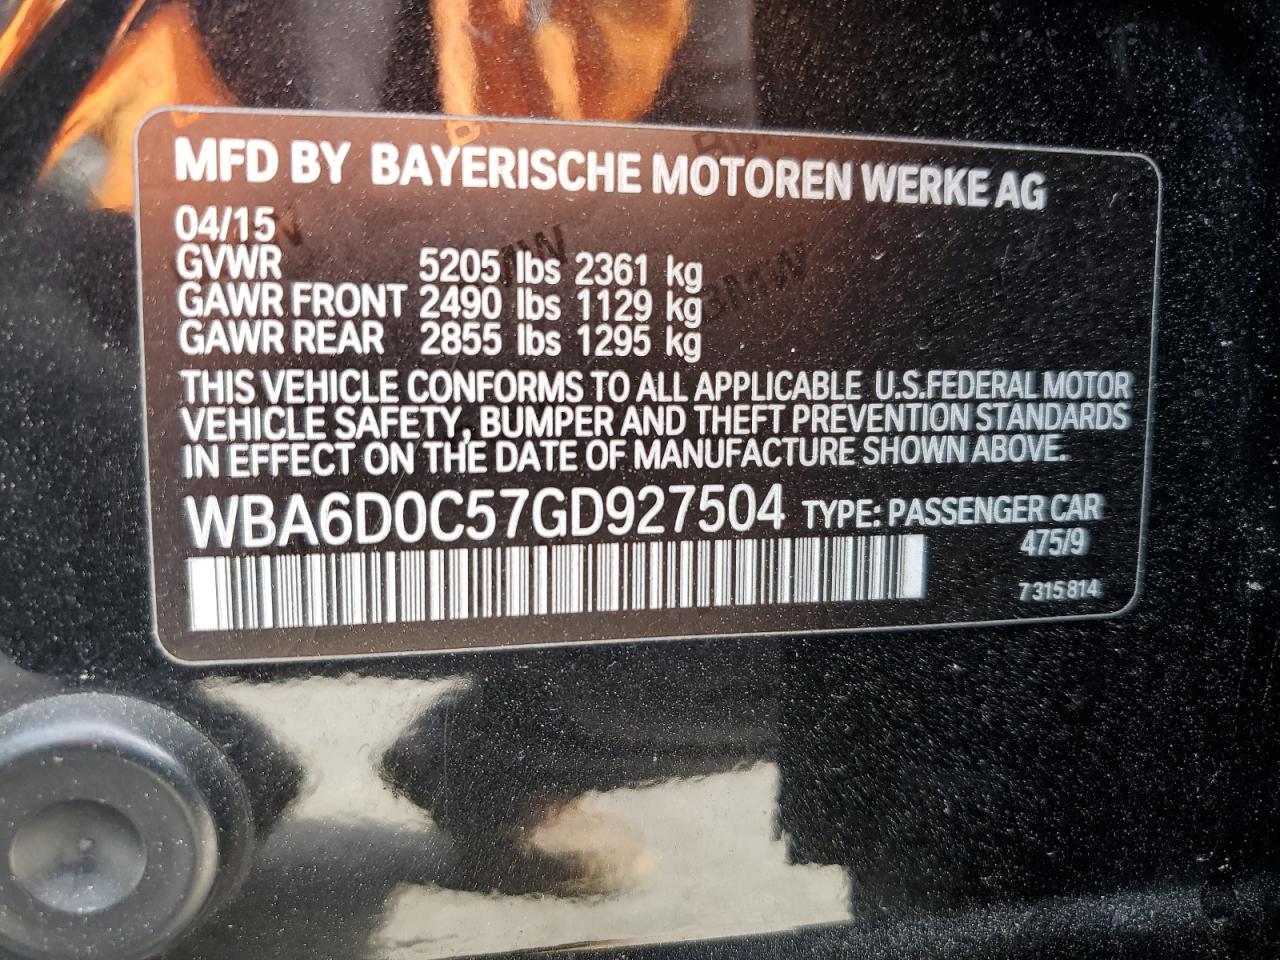 MFD BY BAYERISCHE MOTOREN WERKE AG
04/15
GVWR 5205 lbs 2361 kg
GAWR FRONT 2490 lbs 1129 kg
GAWR REAR 2855 lbs 1295 kg
THIS VEHICLE CONFORMS TO ALL APPLICABLE U.S.FEDERAL MOTOR
VEHICLE SAFETY, BUMPER AND THEFT PREVENTION STANDARDS
IN EFFECT ON THE DATE OF MANUFACTURE SHOWN ABOVE.
WBA6D0C57GD927504 TYPE: PASSENGER CAR
475/9
7 315 814